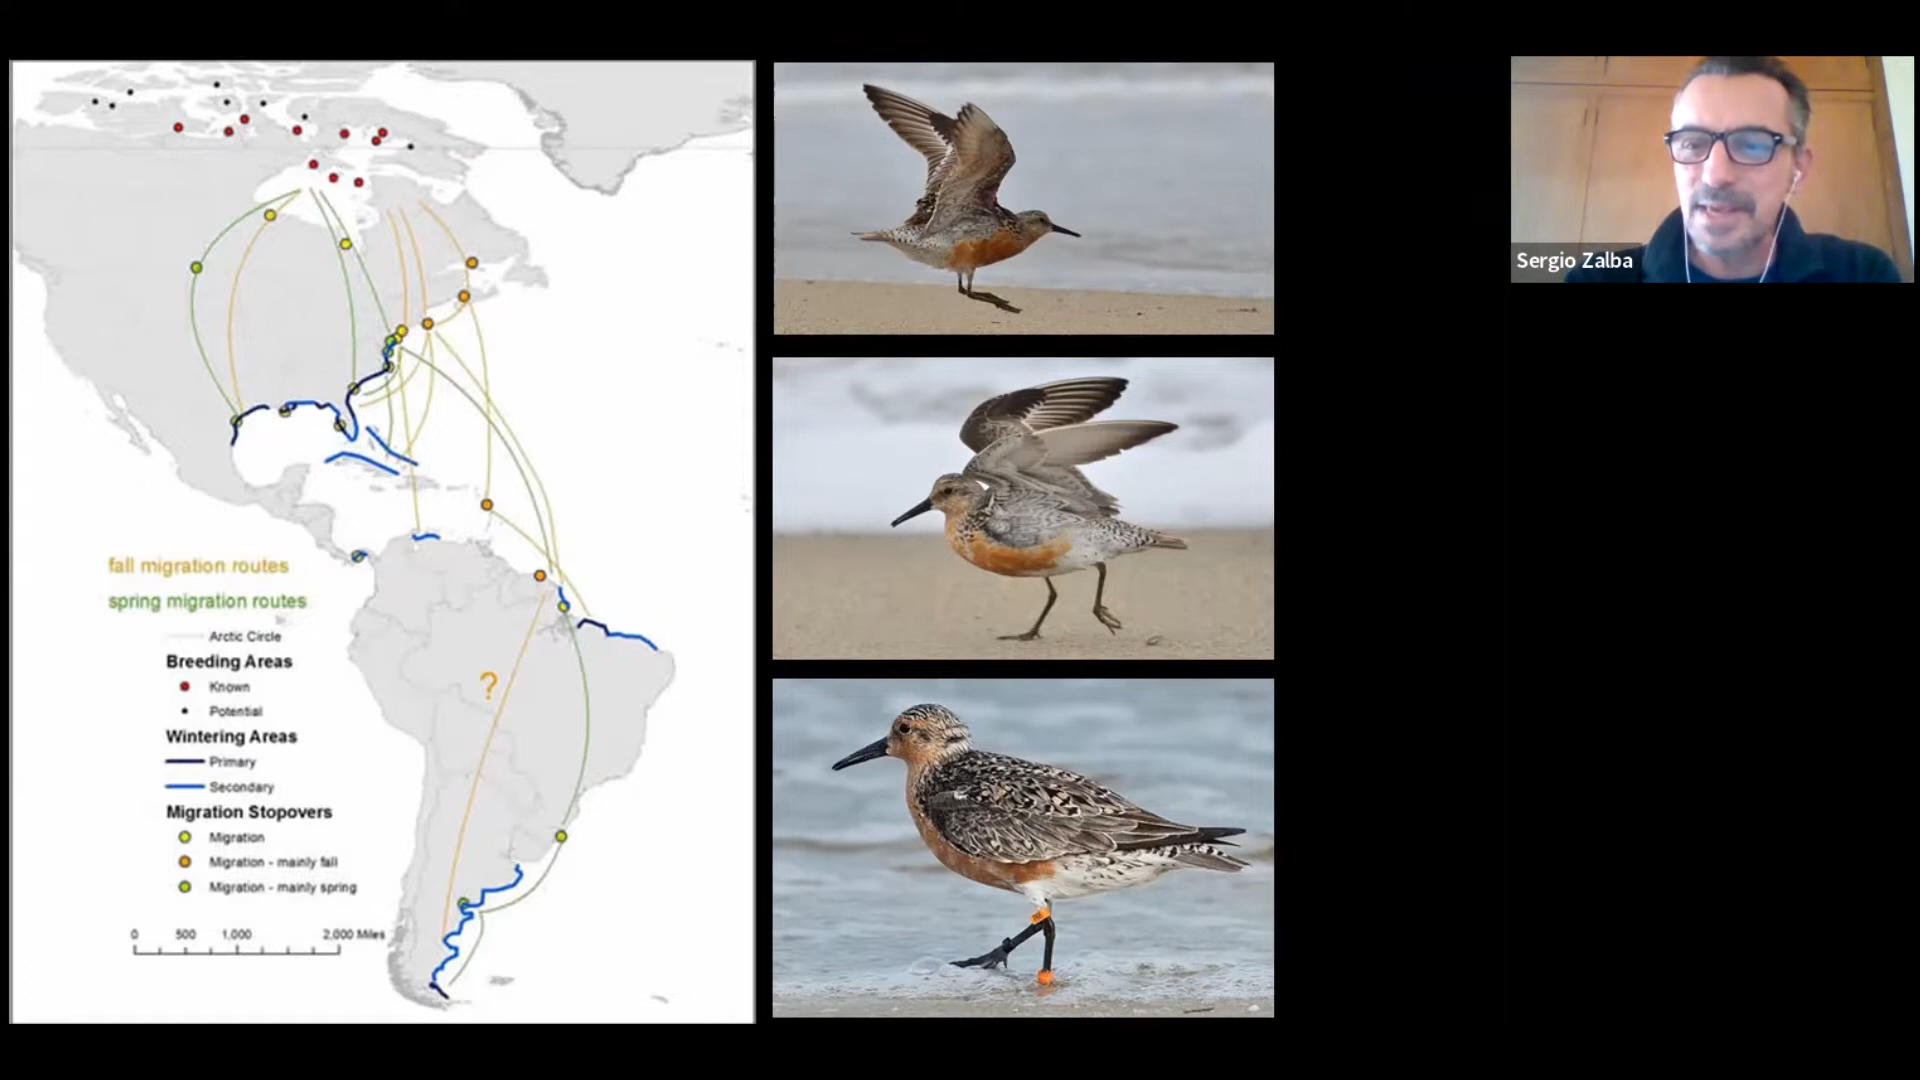 fall migration routes
spring migration routes
Arctic Circle
Breeding Areas
Known
Potential
Wintering Areas
Primary
Secondary
Migration Stopovers
Migration
Migration - mainly fall
Migration - mainly spring
0 500 1,000 2,000 Miles
?
Sergio Zalba